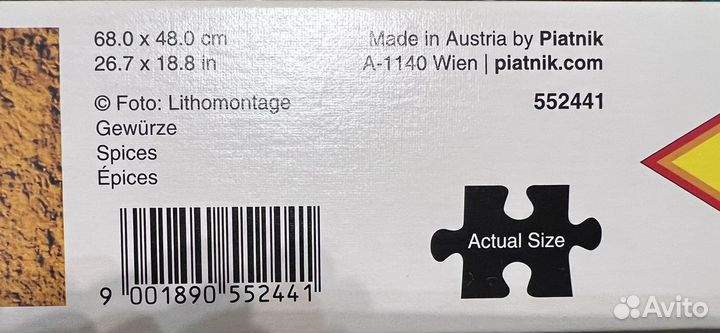 68.0 x 48.0 cm
26.7 x 18.8 in
Made in Austria by Piatnik
A-1140 Wien | piatnik.com
© Foto: Lithomontage
552441
Gewürze
Spices
Épices
Actual Size
9 001890 552441
Avito